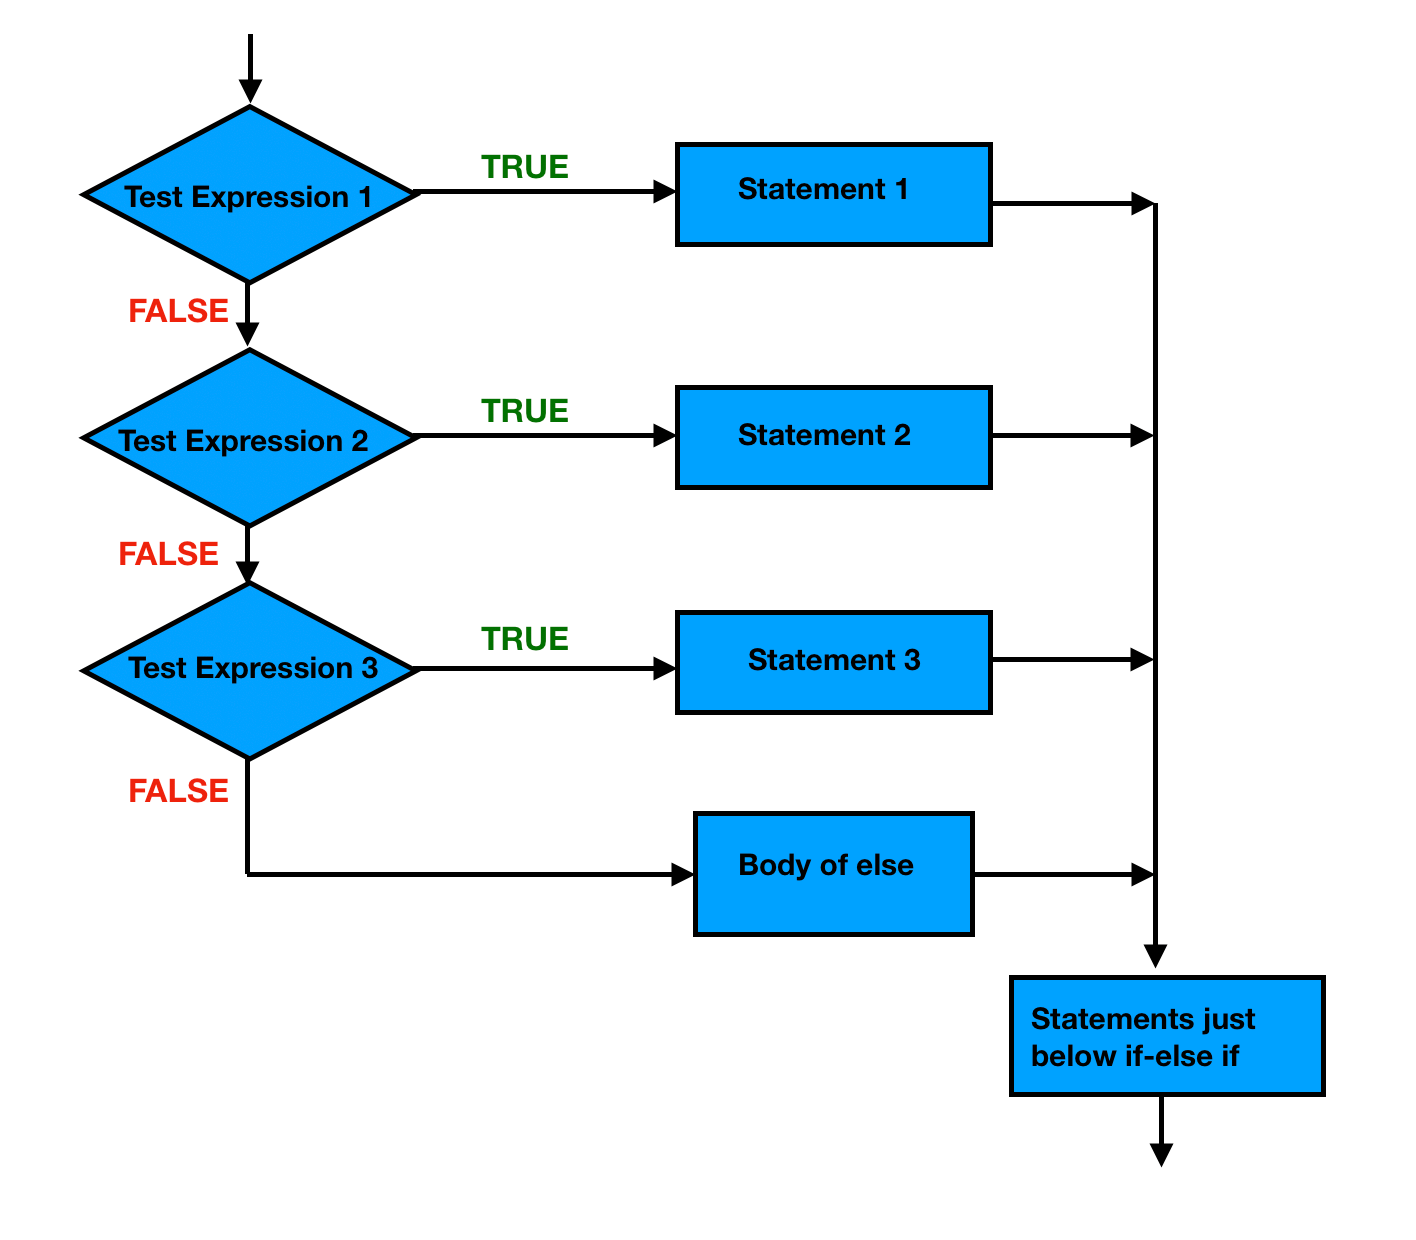 TRUE
Test Expression 1
Statement 1
FALSE
TRUE
Test Expression 2
Statement 2
FALSE
TRUE
Test Expression 3
Statement 3
FALSE
Body of else
Statements just
below if-else if